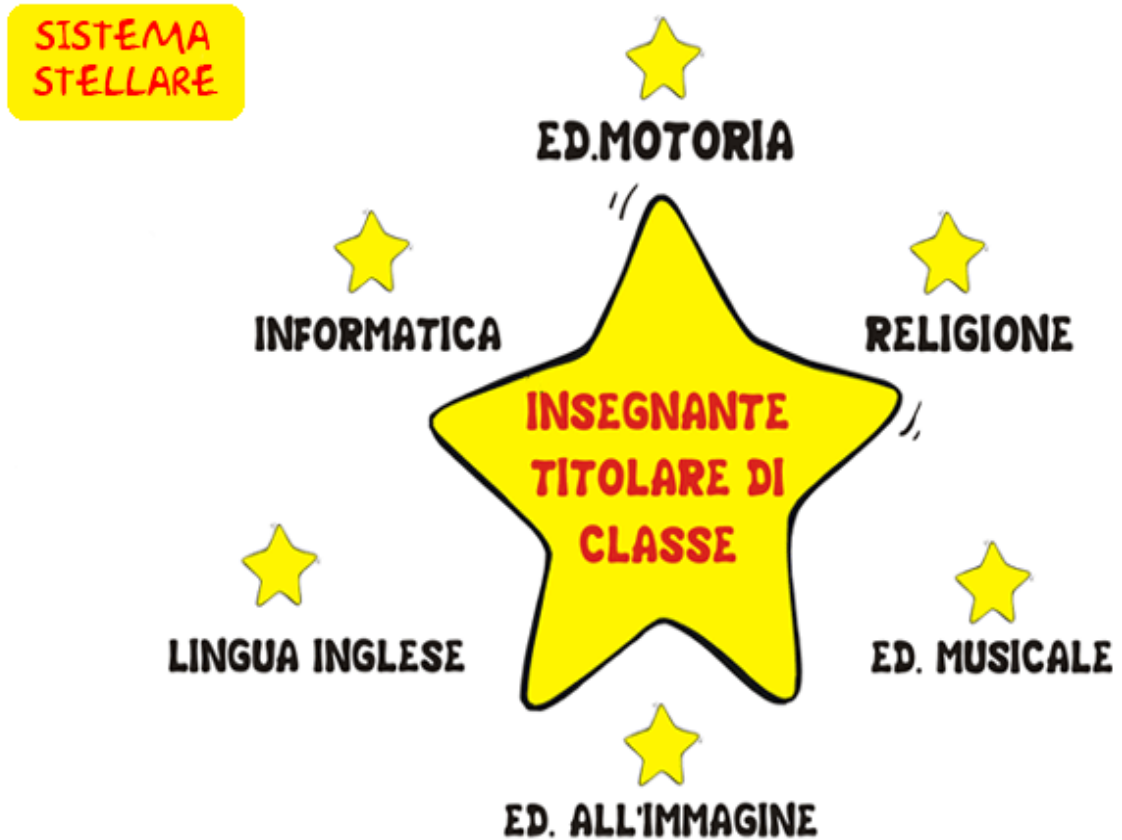 SISTEMA
STELLARE
ED.MOTORIA
INFORMATICA
RELIGIONE
INSEGNANTE
TITOLARE DI
CLASSE
LINGUA INGLESE
ED. MUSICALE
ED. ALL'IMMAGINE